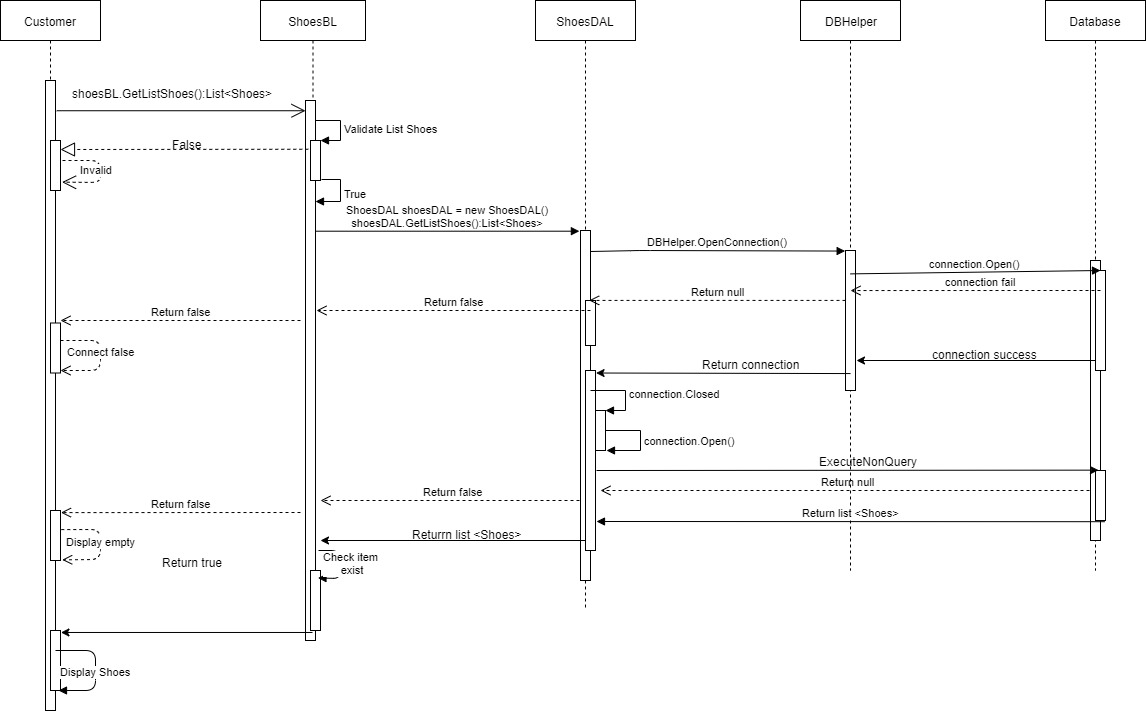 Customer
ShoesBL
ShoesDAL
DBHelper
Database
shoesBL.GetListShoes():List<Shoes>
Validate List Shoes
False
Invalid
True
ShoesDAL shoesDAL = new ShoesDAL()
shoesDAL.GetListShoes():List<Shoes>
DBHelper.OpenConnection()
connection.Open()
connection fail
Return null
Return false
Return false
Connect false
connection success
Return connection
connection.Closed
connection.Open()
ExecuteNonQuery
Return null
Return false
Return false
Return list <Shoes>
Returrn list <Shoes>
Display empty
Check item
exist
Return true
Display Shoes